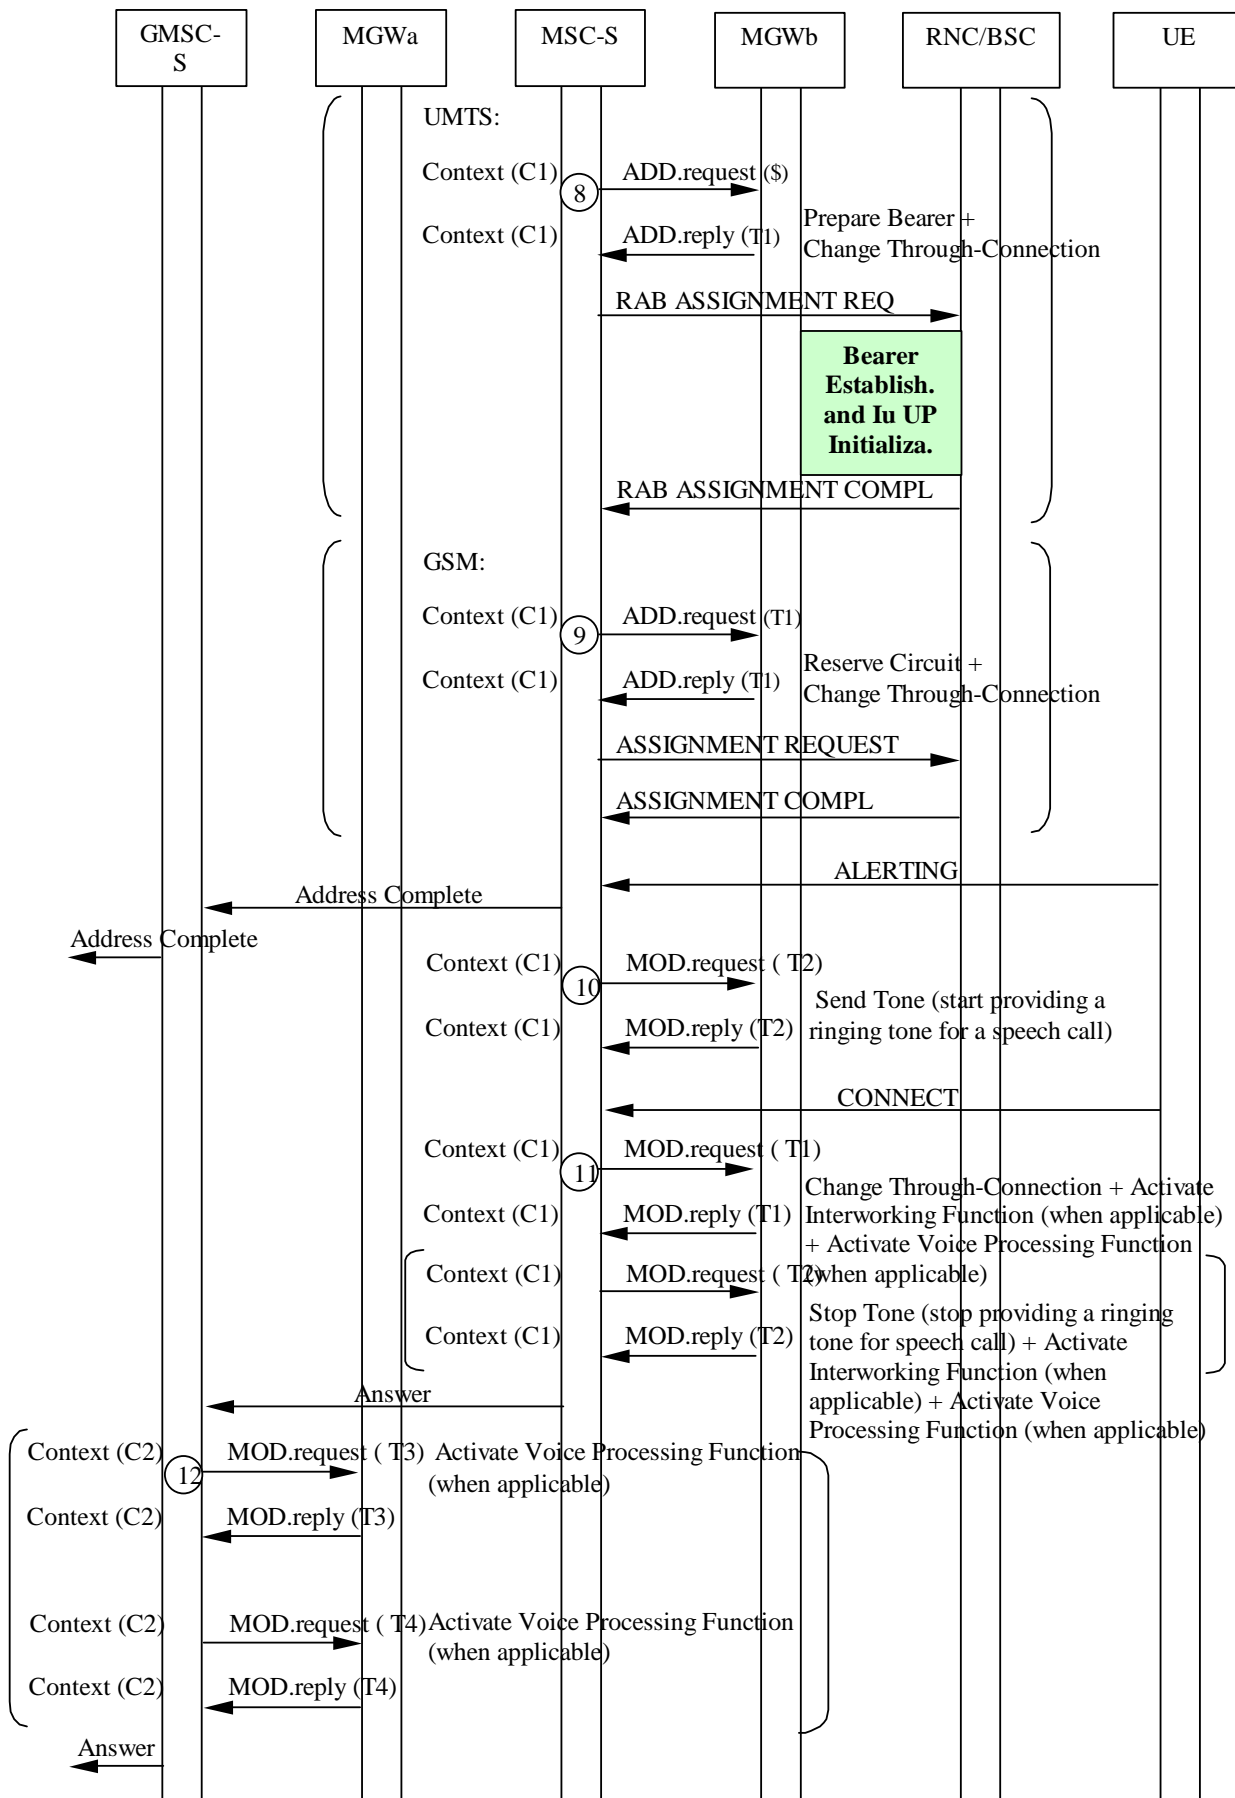 GMSC-
S
MGWa
MSC-S
MGWb
RNC/BSC
UE
UMTS:
Context (C1)
8
ADD.request ($)
Context (C1)
ADD.reply (T1)
Prepare Bearer +
Change Through-Connection
RAB ASSIGNMENT REQ
Bearer
Establish.
and Iu UP
Initializa.
RAB ASSIGNMENT COMPL
GSM:
Context (C1)
9
ADD.request (T1)
Context (C1)
ADD.reply (T1)
Reserve Circuit +
Change Through-Connection
ASSIGNMENT REQUEST
ASSIGNMENT COMPL
ALERTING
Address Complete
Address Complete
Context (C1)
10
MOD.request ( T2)
Context (C1)
MOD.reply (T2)
Send Tone (start providing a
ringing tone for a speech call)
CONNECT
Context (C1)
11
MOD.request ( T1)
Context (C1)
MOD.reply (T1)
Change Through-Connection + Activate
Interworking Function (when applicable)
+ Activate Voice Processing Function
(when applicable)
Context (C1)
MOD.request ( T2)
Context (C1)
MOD.reply (T2)
Stop Tone (stop providing a ringing
tone for speech call) + Activate
Interworking Function (when
applicable) + Activate Voice
Processing Function (when applicable)
Answer
Context (C2)
12
MOD.request ( T3)
Activate Voice Processing Function
(when applicable)
Context (C2)
MOD.reply (T3)
Context (C2)
MOD.request ( T4)
Activate Voice Processing Function
(when applicable)
Context (C2)
MOD.reply (T4)
Answer